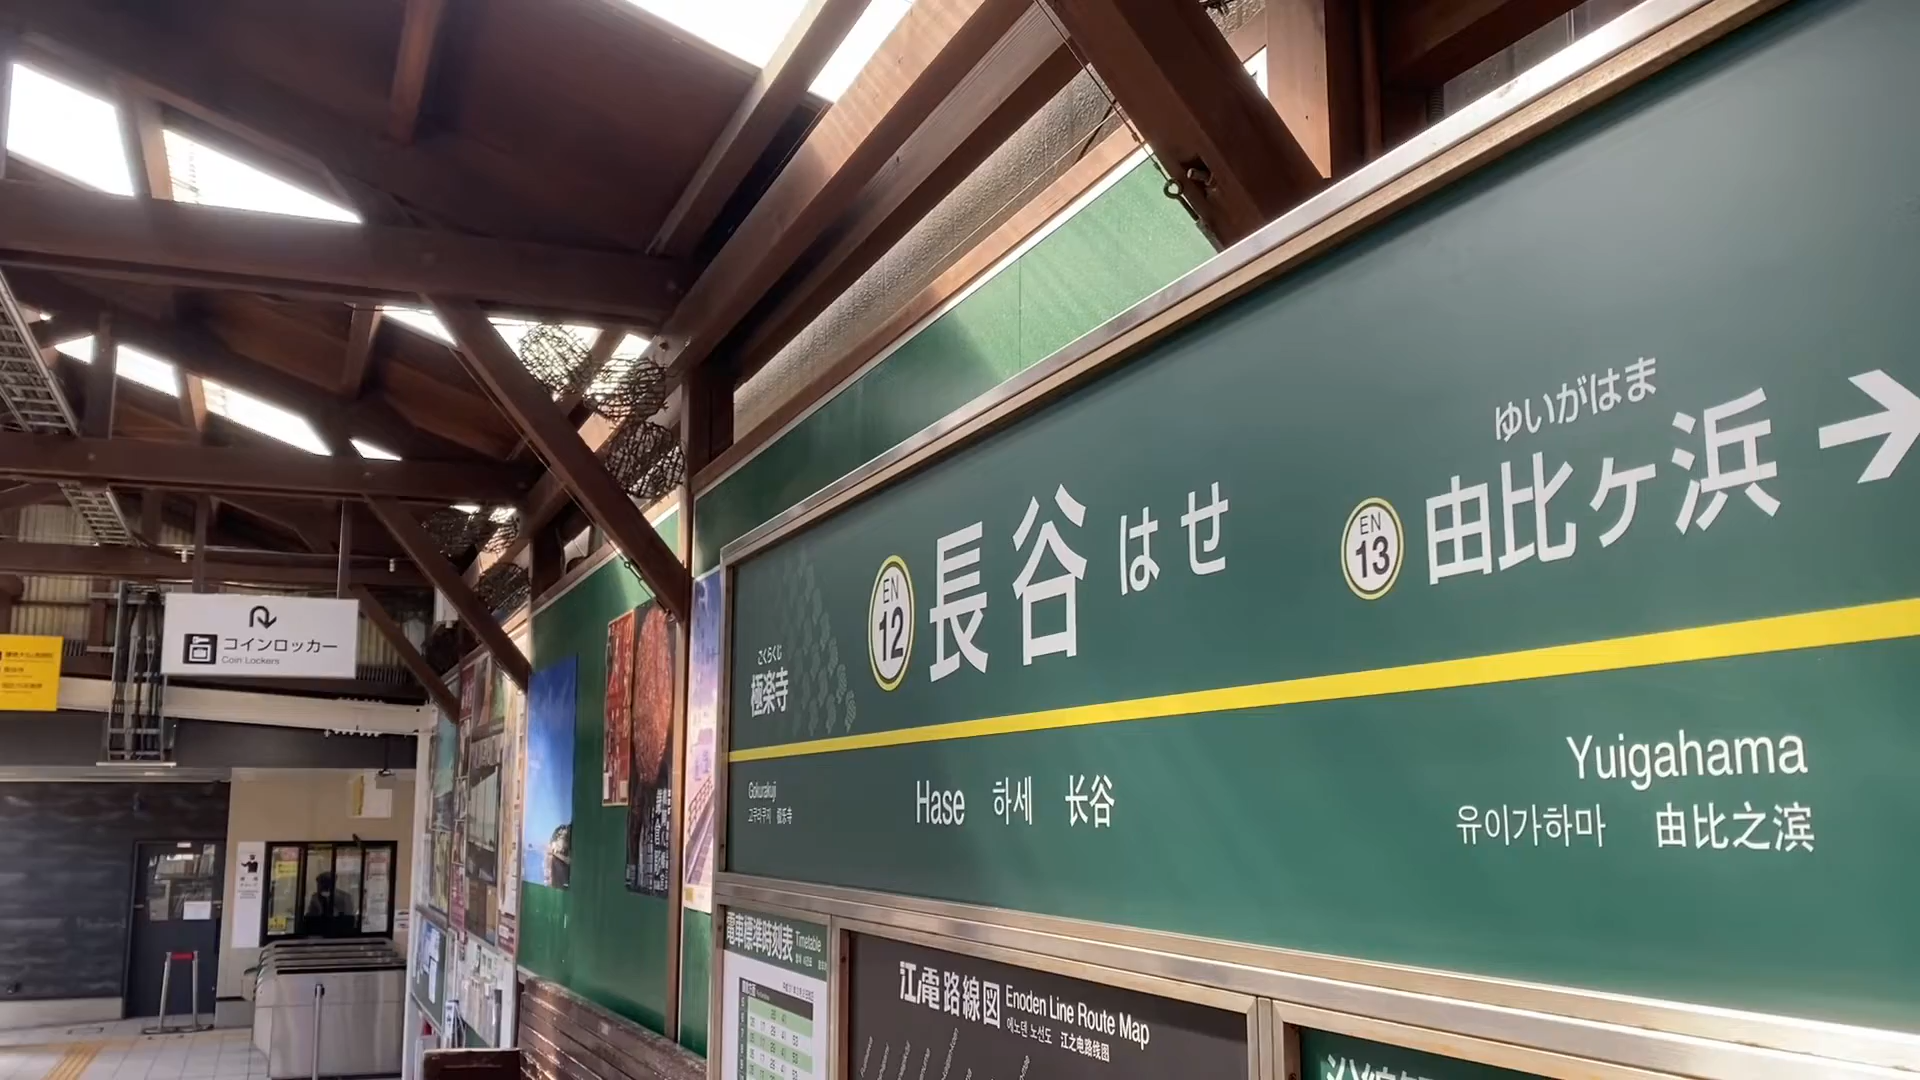 コインロッカー
Coin Lockers
こくらくじ
極楽寺
EN
12
長谷 はせ
ゆいがはま
EN
13
由比ヶ浜 →
Gokurakuji
Hase 하세 长谷
Yuigahama
유이가하마 由比之滨
電車標準時刻表 Timetable
江ノ電路線図 Enoden Line Route Map
에노덴 노선도 江之电路线图